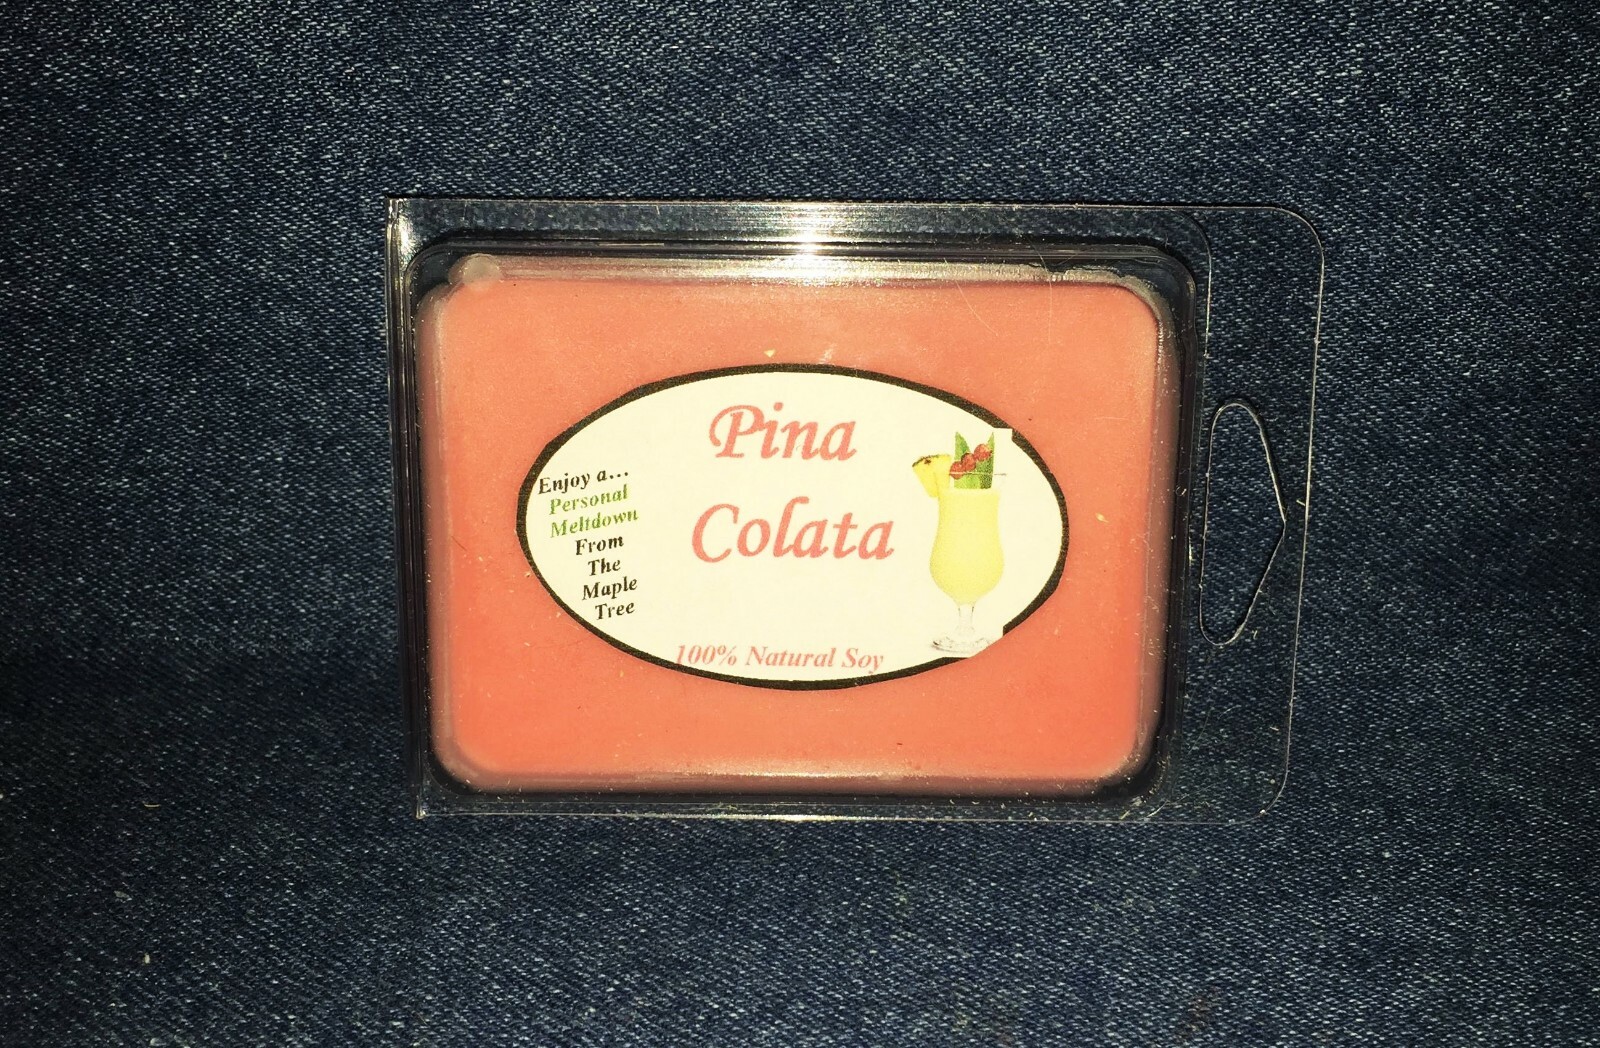 Pina
Colata
Enjoy a...
Personal
Meltdown
From
The
Maple
Tree
100% Natural Soy